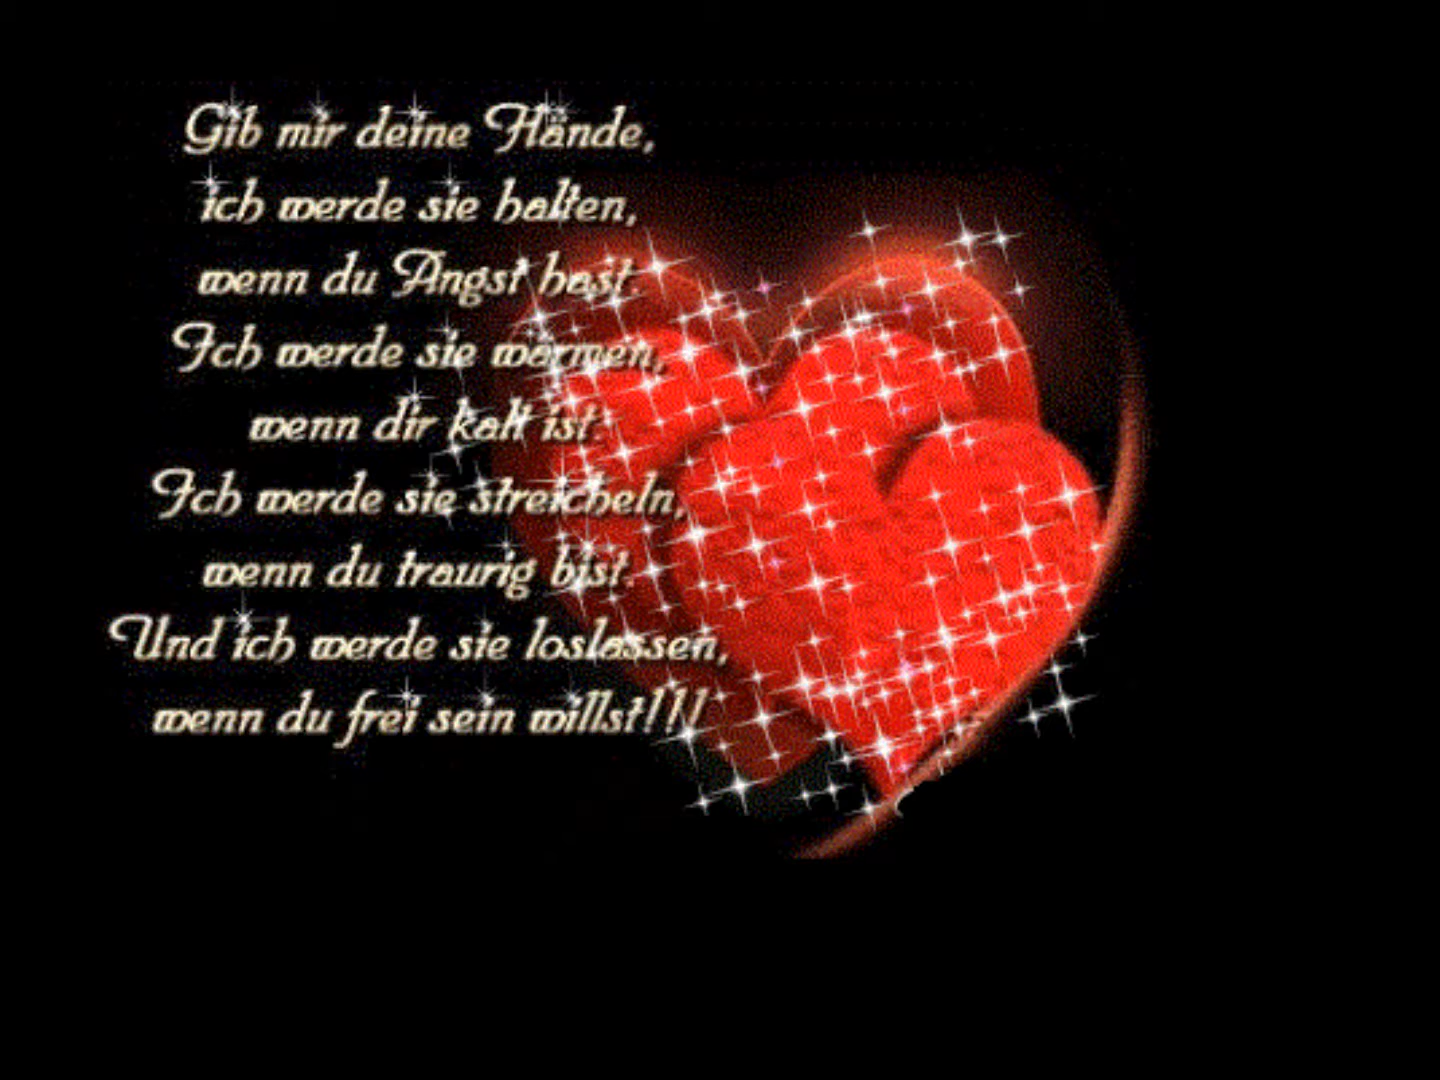 Gib mir deine Hände,
ich werde sie halten,
wenn du Angst hast.
Ich werde sie wärmen,
wenn dir kalt ist.
Ich werde sie streicheln,
wenn du traurig bist.
Und ich werde sie loslassen,
wenn du frei sein willst!!!